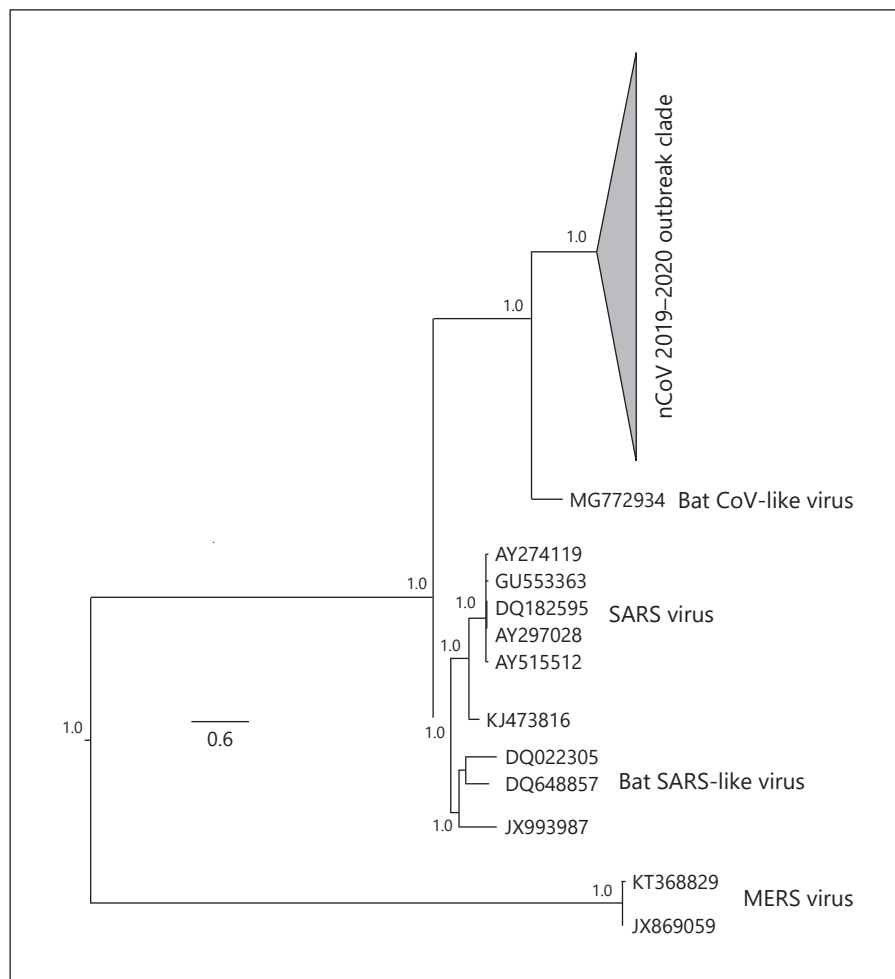 nCoV 2019–2020 outbreak clade
1.0
1.0
MG772934 Bat CoV-like virus
AY274119
1.0
GU553363
1.0
DQ182595
SARS virus
AY297028
1.0
AY515512
KJ473816
1.0
1.0
0.6
DQ022305
DQ648857
Bat SARS-like virus
1.0
JX993987
KT368829
1.0
MERS virus
JX869059